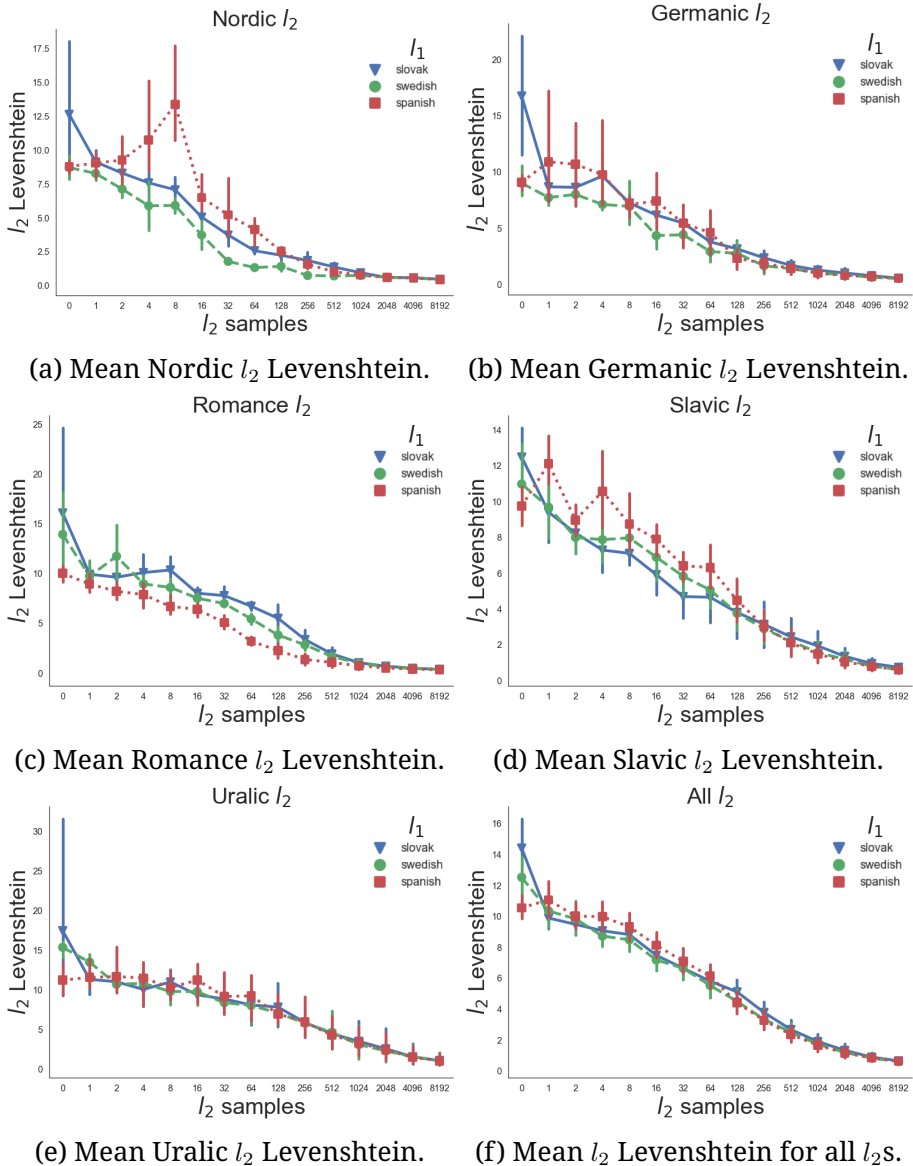 Nordic l₂
l₂ Levenshtein
17.5
15.0
12.5
10.0
7.5
5.0
2.5
0.0
l₁
slovak
swedish
spanish
0 1 2 4 8 16 32 64 128 256 512 1024 2048 4096 8192
l₂ samples
(a) Mean Nordic l₂ Levenshtein.
Germanic l₂
l₂ Levenshtein
20
15
10
5
0
l₁
slovak
swedish
spanish
0 1 2 4 8 16 32 64 128 256 512 1024 2048 4096 8192
l₂ samples
(b) Mean Germanic l₂ Levenshtein.
Romance l₂
l₂ Levenshtein
25
20
15
10
5
0
l₁
slovak
swedish
spanish
0 1 2 4 8 16 32 64 128 256 512 1024 2048 4096 8192
l₂ samples
(c) Mean Romance l₂ Levenshtein.
Slavic l₂
l₂ Levenshtein
14
12
10
8
6
4
2
0
l₁
slovak
swedish
spanish
0 1 2 4 8 16 32 64 128 256 512 1024 2048 4096 8192
l₂ samples
(d) Mean Slavic l₂ Levenshtein.
Uralic l₂
l₂ Levenshtein
30
25
20
15
10
5
0
l₁
slovak
swedish
spanish
0 1 2 4 8 16 32 64 128 256 512 1024 2048 4096 8192
l₂ samples
(e) Mean Uralic l₂ Levenshtein.
All l₂
l₂ Levenshtein
16
14
12
10
8
6
4
2
0
l₁
slovak
swedish
spanish
0 1 2 4 8 16 32 64 128 256 512 1024 2048 4096 8192
l₂ samples
(f) Mean l₂ Levenshtein for all l₂s.